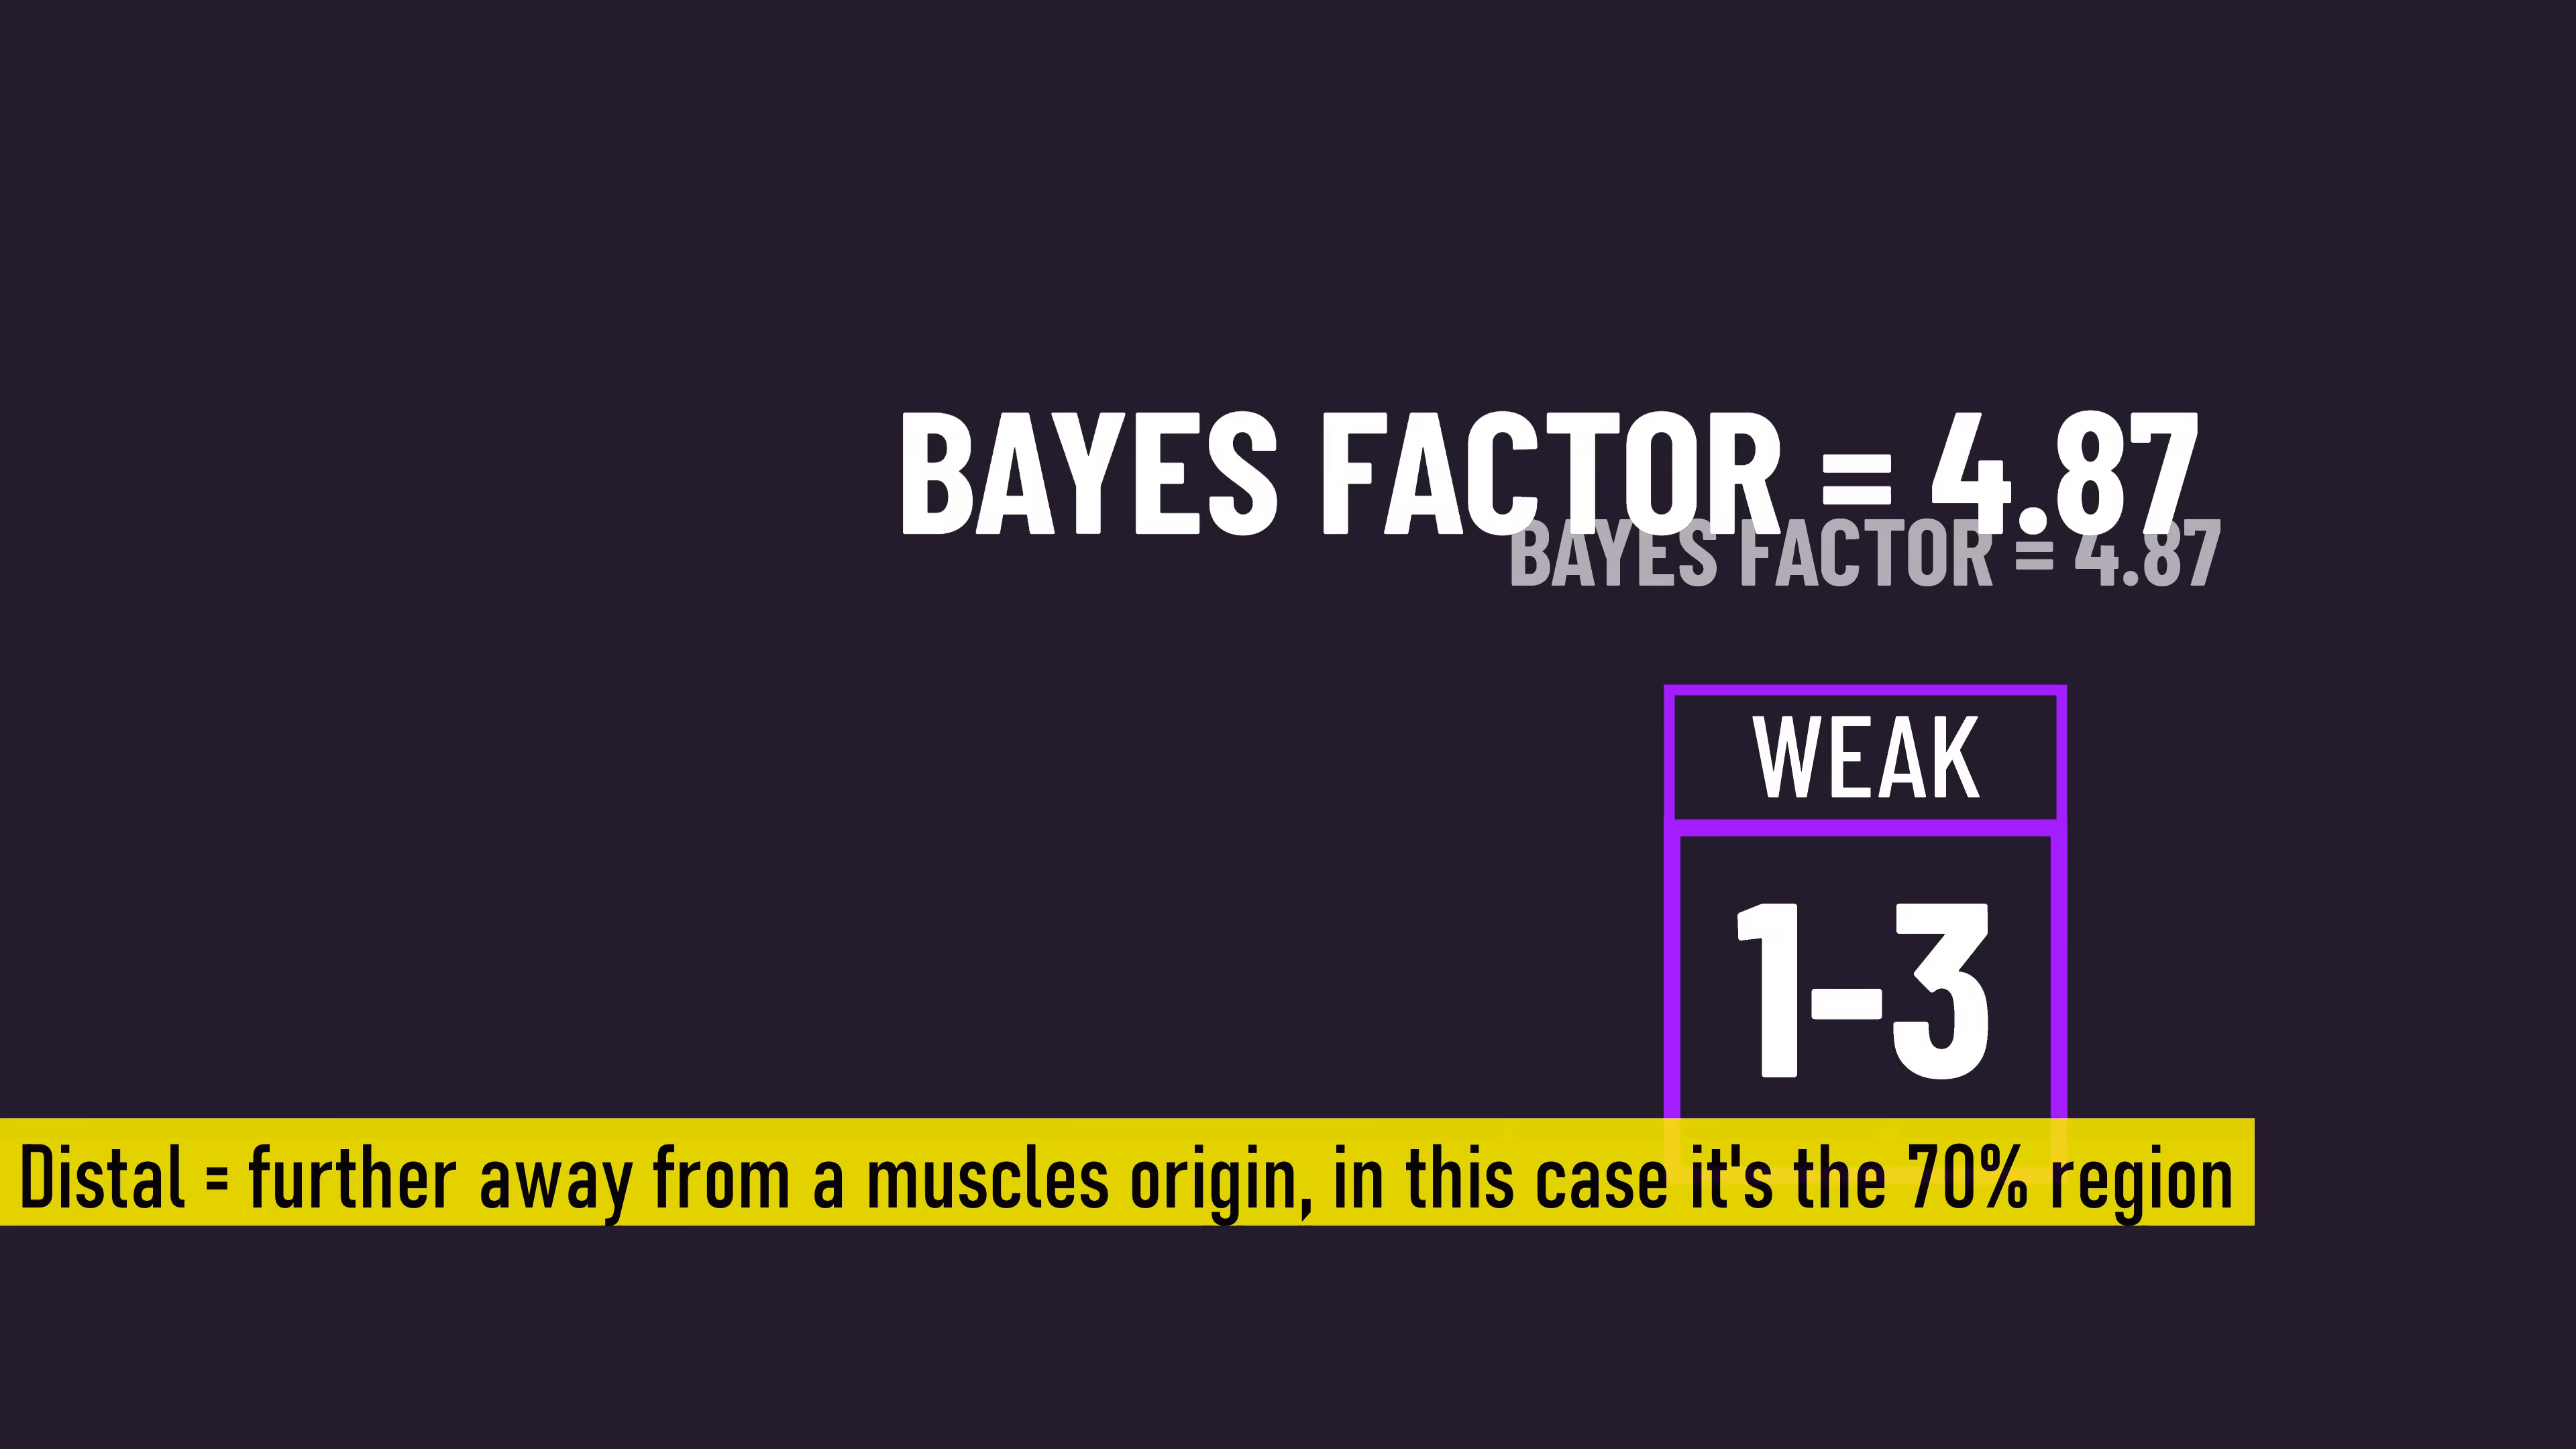 BAYES FACTOR = 4.87
BAYES FACTOR = 4.87
WEAK
1-3
Distal = further away from a muscles origin, in this case it's the 70% region